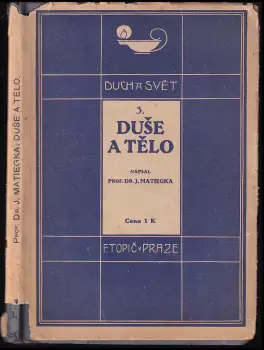 PROF. DR. J. MATIEGKA: DUŠE A TĚLO.
DUCH A SVĚT
3.
DUŠE
A TĚLO
NAPSAL
PROF. DR. J. MATIEGKA
Cena 1 K
F. TOPIČ V PRAZE